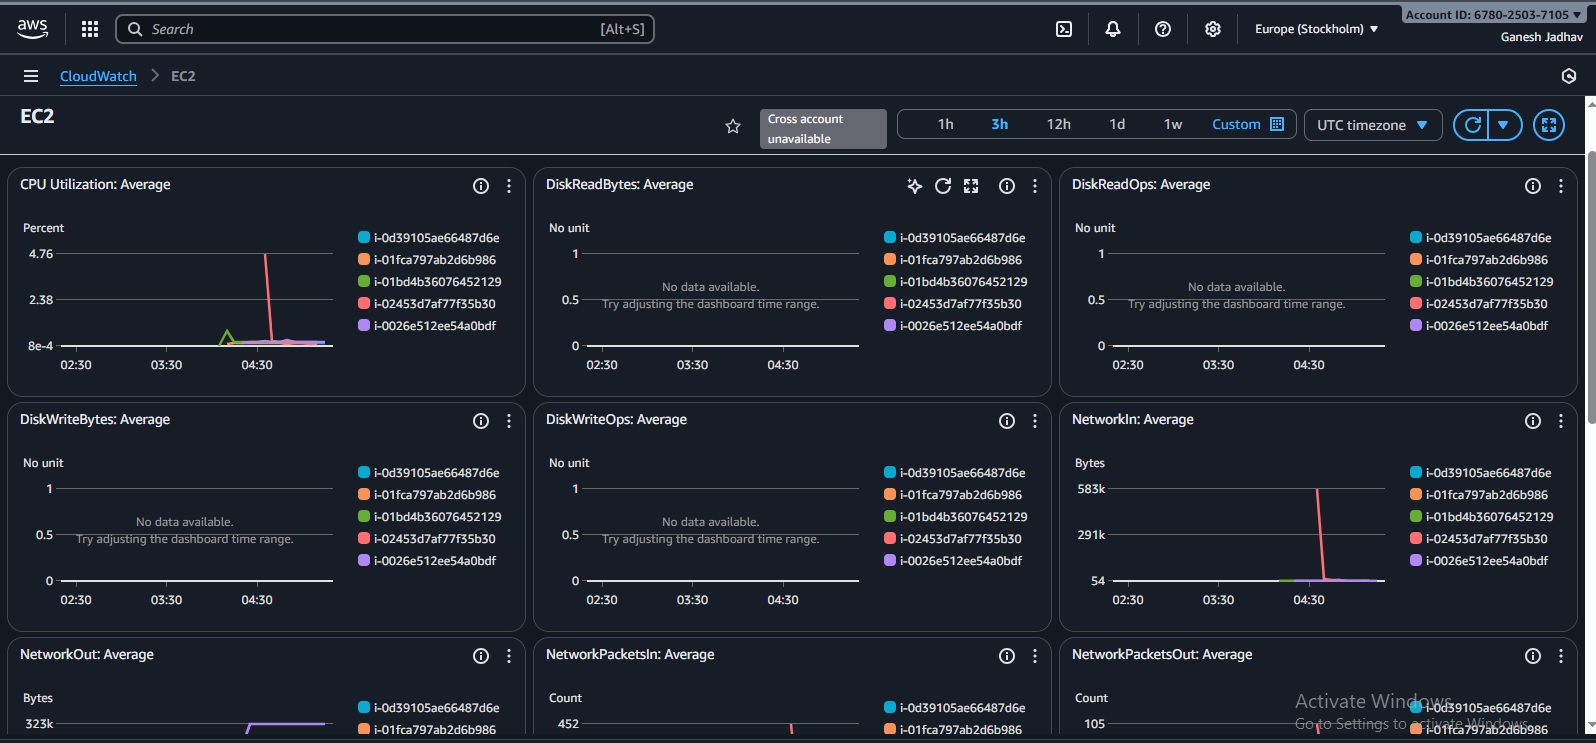 aws
Search
[Alt+S]
Europe (Stockholm)
Account ID: 6780-2503-7105
Ganesh Jadhav
CloudWatch
EC2
EC2
Cross account
unavailable
1h
3h
12h
1d
1w
Custom
UTC timezone
CPU Utilization: Average
Percent
4.76
2.38
8e-4
02:30
03:30
04:30
i-0d39105ae66487d6e
i-01fca797ab2d6b986
i-01bd4b36076452129
i-02453d7af77f35b30
i-0026e512ee54a0bdf
DiskReadBytes: Average
No unit
1
0.5
0
No data available.
Try adjusting the dashboard time range.
02:30
03:30
04:30
i-0d39105ae66487d6e
i-01fca797ab2d6b986
i-01bd4b36076452129
i-02453d7af77f35b30
i-0026e512ee54a0bdf
DiskReadOps: Average
No unit
1
0.5
0
No data available.
Try adjusting the dashboard time range.
02:30
03:30
04:30
i-0d39105ae66487d6e
i-01fca797ab2d6b986
i-01bd4b36076452129
i-02453d7af77f35b30
i-0026e512ee54a0bdf
DiskWriteBytes: Average
No unit
1
0.5
0
No data available.
Try adjusting the dashboard time range.
02:30
03:30
04:30
i-0d39105ae66487d6e
i-01fca797ab2d6b986
i-01bd4b36076452129
i-02453d7af77f35b30
i-0026e512ee54a0bdf
DiskWriteOps: Average
No unit
1
0.5
0
No data available.
Try adjusting the dashboard time range.
02:30
03:30
04:30
i-0d39105ae66487d6e
i-01fca797ab2d6b986
i-01bd4b36076452129
i-02453d7af77f35b30
i-0026e512ee54a0bdf
NetworkIn: Average
Bytes
583k
291k
54
02:30
03:30
04:30
i-0d39105ae66487d6e
i-01fca797ab2d6b986
i-01bd4b36076452129
i-02453d7af77f35b30
i-0026e512ee54a0bdf
NetworkOut: Average
Bytes
323k
i-0d39105ae66487d6e
i-01fca797ab2d6b986
NetworkPacketsIn: Average
Count
452
i-0d39105ae66487d6e
i-01fca797ab2d6b986
NetworkPacketsOut: Average
Count
105
i-0d39105ae66487d6e
i-01fca797ab2d6b986
Activate Windows
Go to Settings to activate Windows.